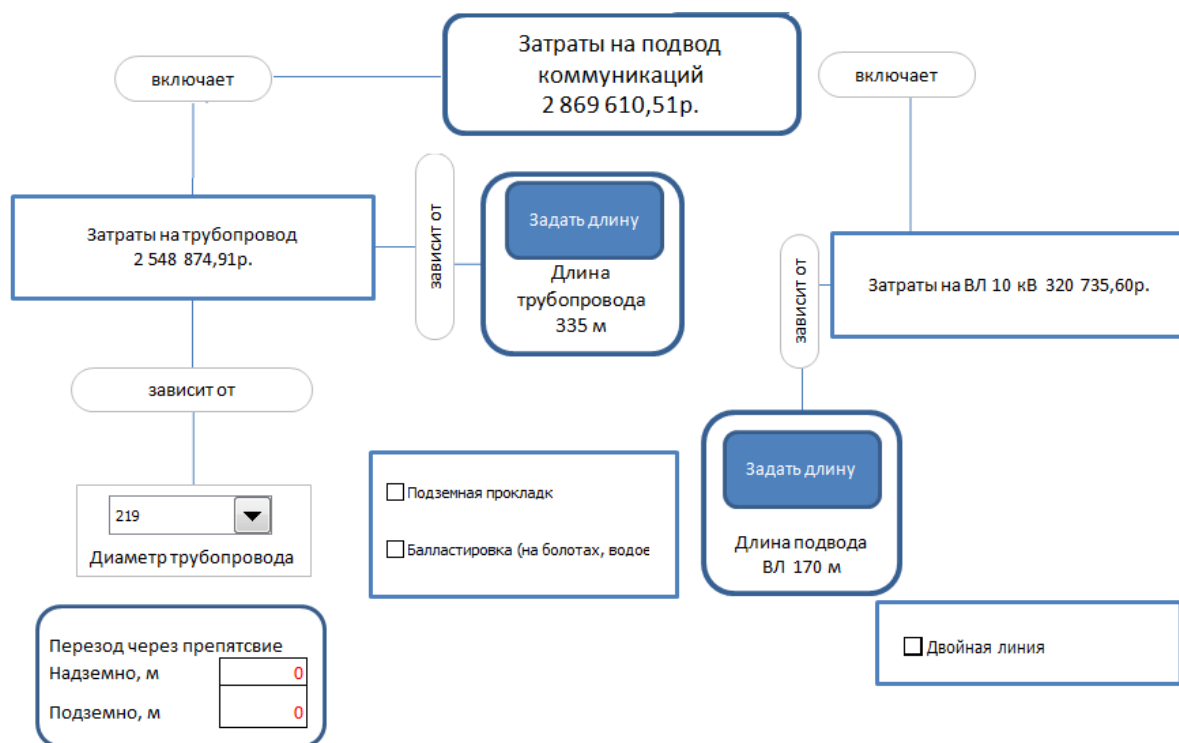 Затраты на подвод
коммуникаций
2 869 610,51р.
включает
включает
Затраты на трубопровод
2 548 874,91р.
зависит от
Задать длину
Длина
трубопровода
335 м
зависит от
Затраты на ВЛ 10 кВ 320 735,60р.
зависит от
219
Диаметр трубопровода
Подземная прокладк
Балластировка (на болотах, водое
Задать длину
Длина подвода
ВЛ 170 м
Перезод через препятсвие
Надземно, м 0
Подземно, м 0
Двойная линия